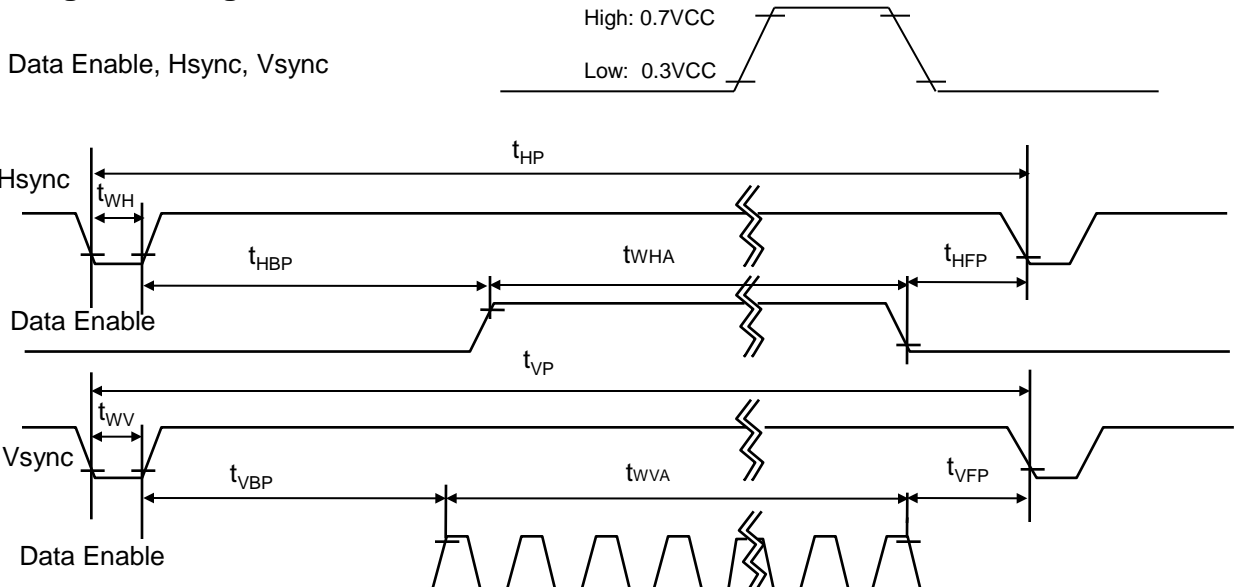 High: 0.7VCC
Data Enable, Hsync, Vsync
Low: 0.3VCC
tHP
Hsync
tWH
tHBP
tWHA
tHFP
Data Enable
tVP
tWV
Vsync
tVBP
tWVA
tVFP
Data Enable